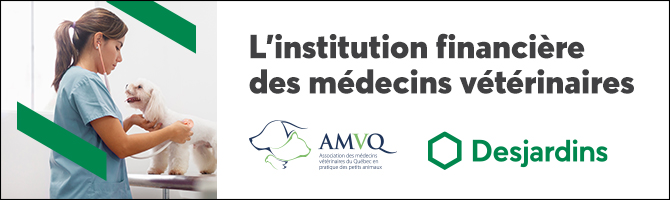 L'institution financière
des médecins vétérinaires
AMVQ
Association des médecins
vétérinaires du Québec en
pratique des petits animaux
Desjardins